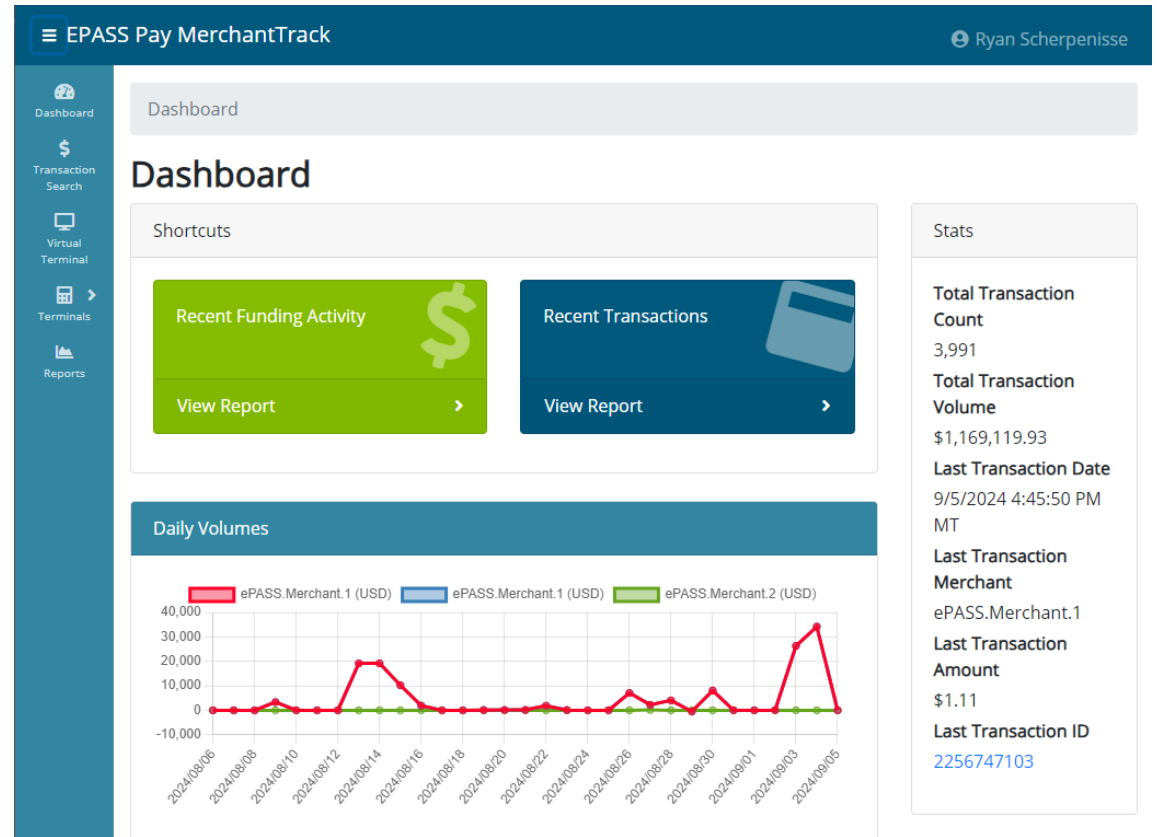 EPASS Pay MerchantTrack
Ryan Scherpenisse
Dashboard
Transaction
Search
Virtual
Terminal
Terminals
Reports
Dashboard
Dashboard
Shortcuts
Recent Funding Activity
View Report
Recent Transactions
View Report
Daily Volumes
ePASS.Merchant.1 (USD) ePASS.Merchant.1 (USD) ePASS.Merchant.2 (USD)
40,000
30,000
20,000
10,000
0
-10,000
2024/08/06 2024/08/08 2024/08/10 2024/08/12 2024/08/14 2024/08/16 2024/08/18 2024/08/20 2024/08/22 2024/08/24 2024/08/26 2024/08/28 2024/08/30 2024/09/01 2024/09/03 2024/09/05
Stats
Total Transaction
Count
3,991
Total Transaction
Volume
$1,169,119.93
Last Transaction Date
9/5/2024 4:45:50 PM
MT
Last Transaction
Merchant
ePASS.Merchant.1
Last Transaction
Amount
$1.11
Last Transaction ID
2256747103